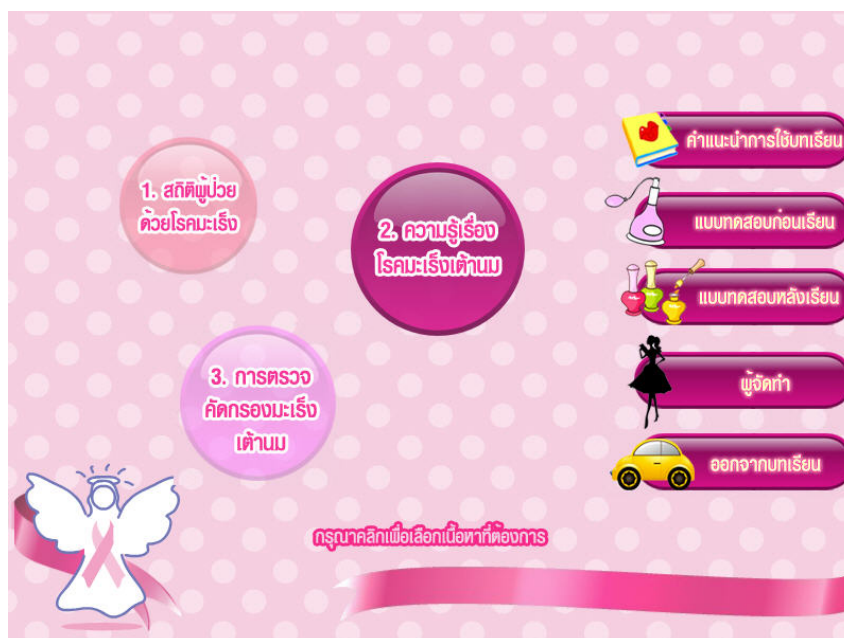 1. สถิติผู้ป่วย
ด้วยโรคมะเร็ง
2. ความรู้เรื่อง
โรคมะเร็งเต้านม
3. การตรวจ
คัดกรองมะเร็ง
เต้านม
คำแนะนำการใช้บทเรียน
แบบทดสอบก่อนเรียน
แบบทดสอบหลังเรียน
ผู้จัดทำ
ออกจากบทเรียน
กรุณาคลิกเพื่อเลือกเนื้อหาที่ต้องการ